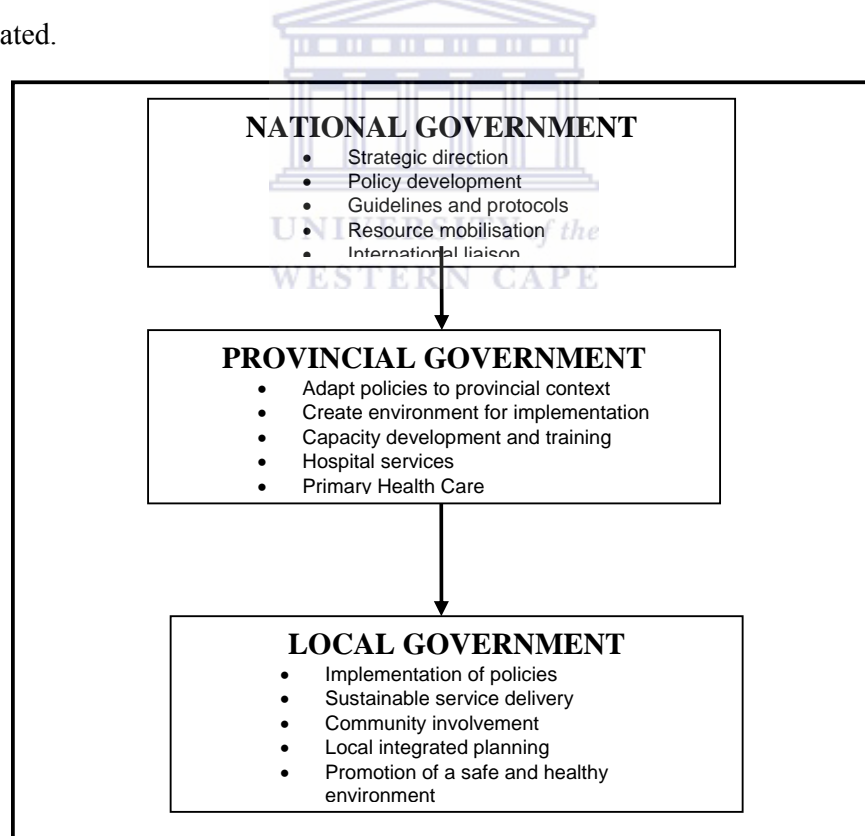 ated.
NATIONAL GOVERNMENT
• Strategic direction
• Policy development
• Guidelines and protocols
• Resource mobilisation
• International liaison
UNIVERSITY of the
WESTERN CAPE
PROVINCIAL GOVERNMENT
• Adapt policies to provincial context
• Create environment for implementation
• Capacity development and training
• Hospital services
• Primary Health Care
LOCAL GOVERNMENT
• Implementation of policies
• Sustainable service delivery
• Community involvement
• Local integrated planning
• Promotion of a safe and healthy
environment